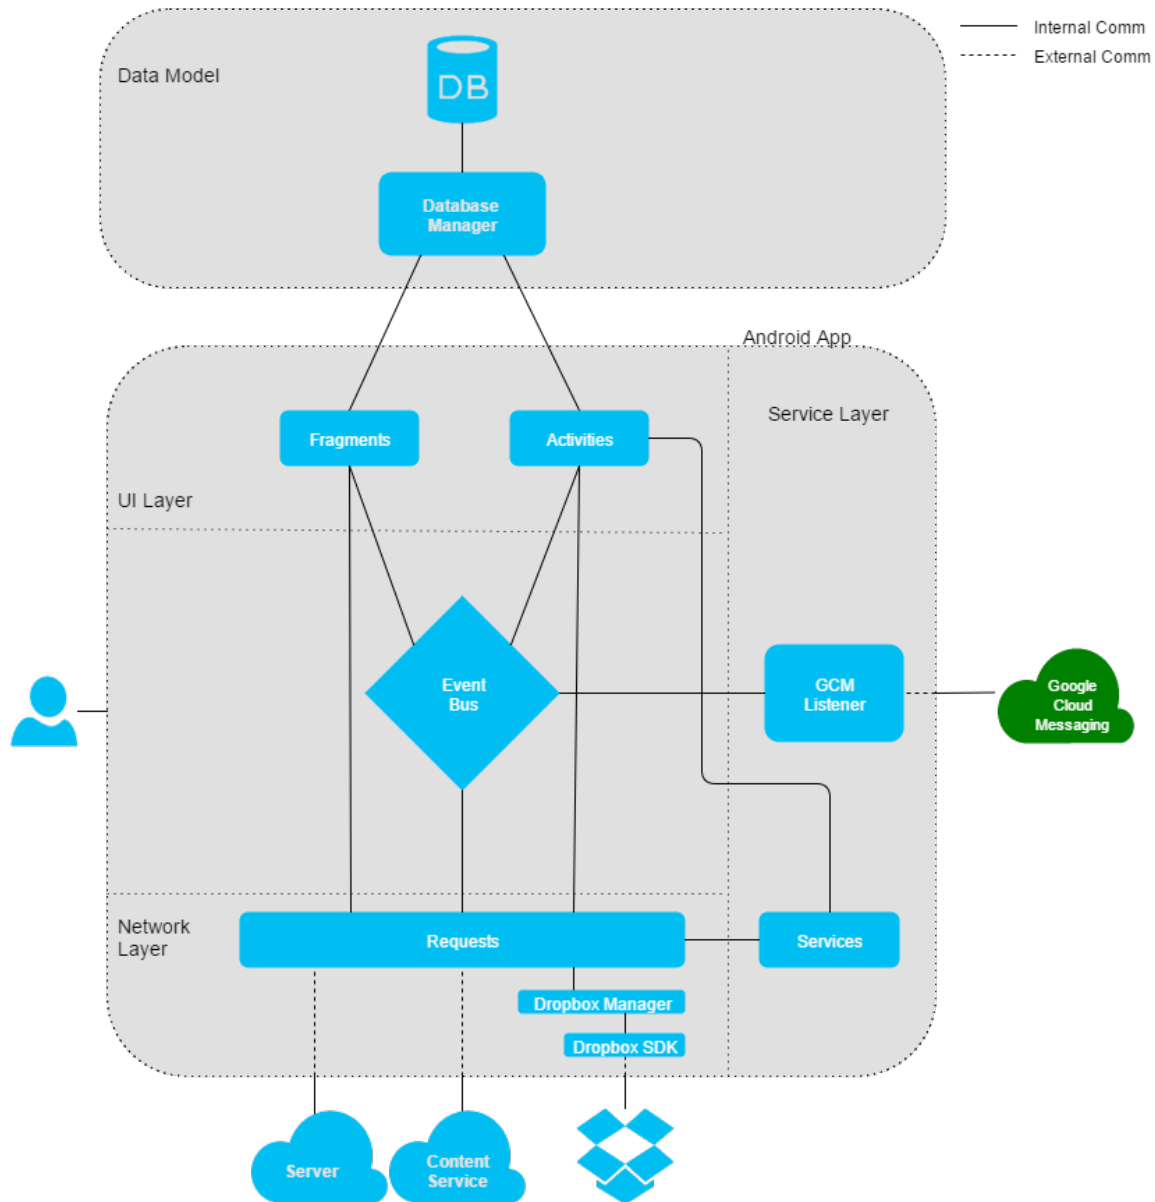 Internal Comm
External Comm
Data Model
DB
Database
Manager
Android App
Service Layer
Fragments
Activities
UI Layer
Event
Bus
GCM
Listener
Google
Cloud
Messaging
Network
Layer
Requests
Services
Dropbox Manager
Dropbox SDK
Server
Content
Service